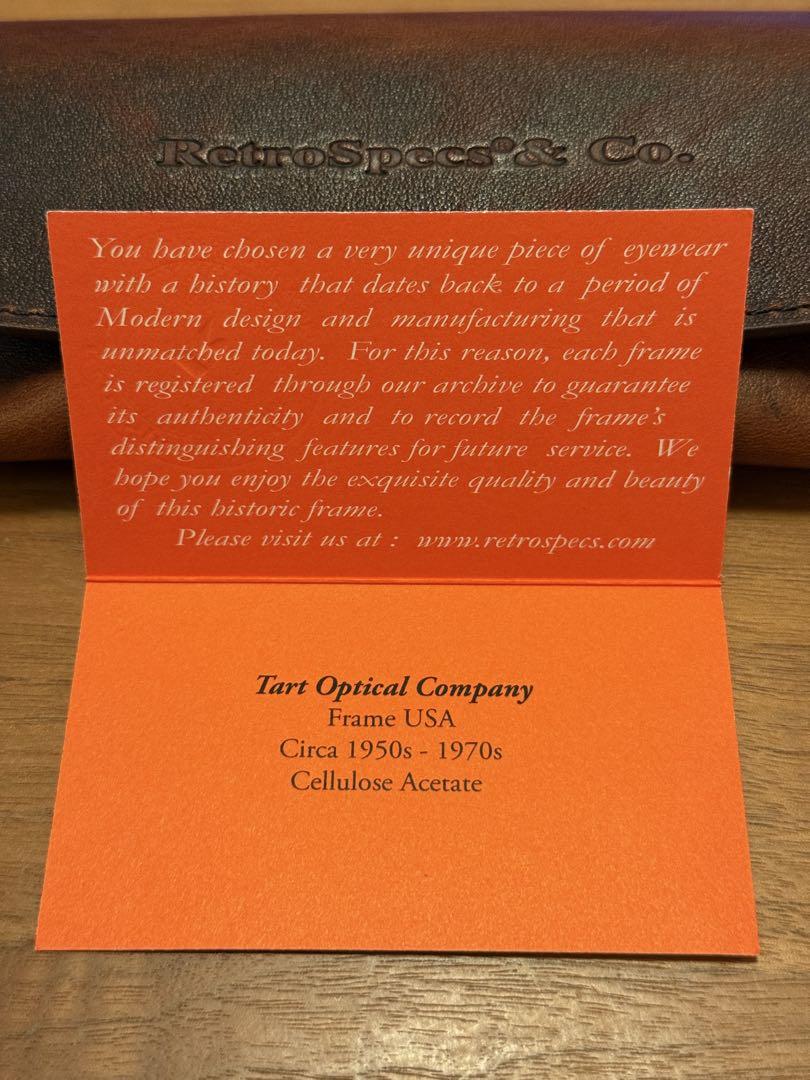 RetroSpecs® & Co.
You have chosen a very unique piece of eyewear
with a history that dates back to a period of
Modern design and manufacturing that is
unmatched today. For this reason, each frame
is registered through our archive to guarantee
its authenticity and to record the frame's
distinguishing features for future service. We
hope you enjoy the exquisite quality and beauty
of this historic frame.
Please visit us at : www.retrospecs.com
Tart Optical Company
Frame USA
Circa 1950s - 1970s
Cellulose Acetate